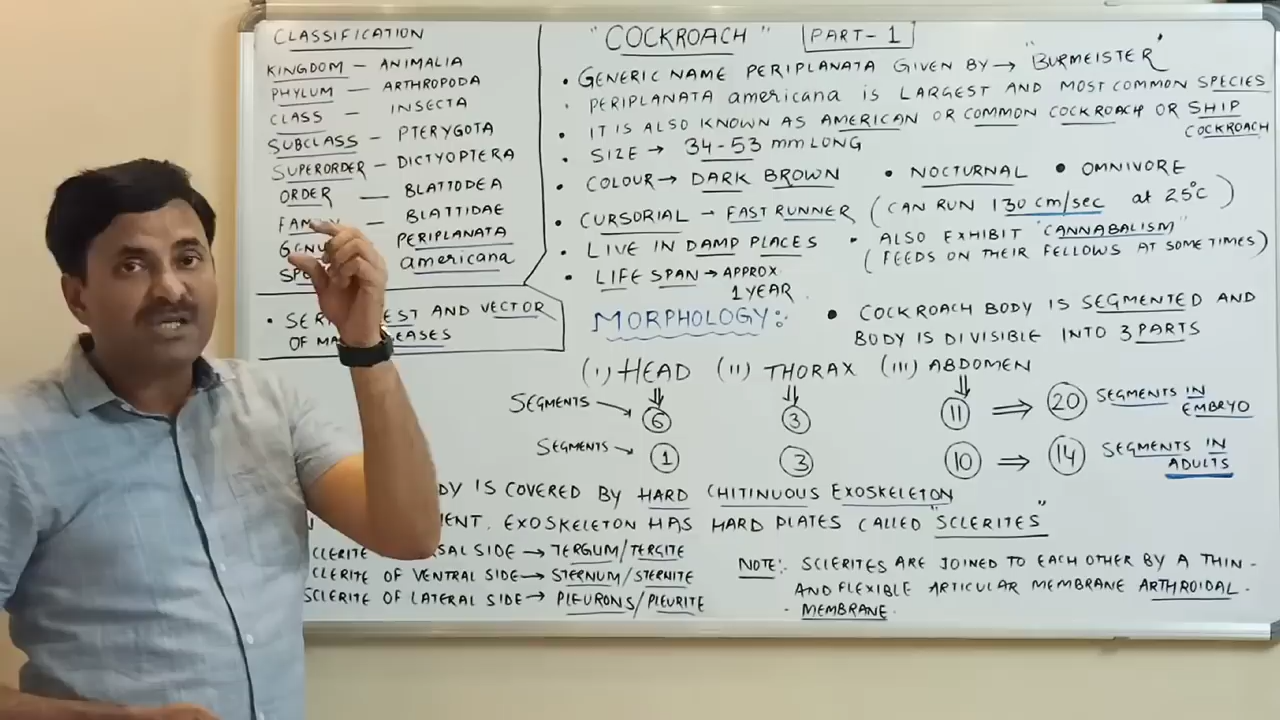 CLASSIFICATION
KINGDOM – ANIMALIA
PHYLUM – ARTHROPODA
CLASS – INSECTA
SUBCLASS – PTERYGOTA
SUPERORDER – DICTYOPTERA
ORDER — BLATTODEA
— BLATTIDAE
PERIPLANATA
americana
• VECTOR
OF
"COCKROACH" PART-1
• GENERIC NAME PERIPLANATA GIVEN BY → "BURMEISTER"
• PERIPLANATA americana IS LARGEST AND MOST COMMON SPECIES
• IT IS ALSO KNOWN AS AMERICAN OR COMMON COCKROACH OR SHIP
COCKROACH
• SIZE → 34-53 mm LONG
• COLOUR → DARK BROWN • NOCTURNAL • OMNIVORE
• CURSORIAL → FAST RUNNER (CAN RUN 130 cm/sec at 25°C)
• LIVE IN DAMP PLACES • ALSO EXHIBIT "CANNABALISM"
(FEEDS ON THEIR FELLOWS AT SOME TIMES)
• LIFE SPAN → APPROX.
1 YEAR
MORPHOLOGY:- • COCKROACH BODY IS SEGMENTED AND
BODY IS DIVISIBLE INTO 3 PARTS
(I) HEAD (II) THORAX (III) ABDOMEN
SEGMENTS → 6 3 11 ⇒ 20 SEGMENTS IN
EMBRYO
SEGMENTS → 1 3 10 ⇒ 14 SEGMENTS IN
ADULTS
IS COVERED BY HARD CHITINUOUS EXOSKELETON
EXOSKELETON HAS HARD PLATES CALLED "SCLERITES"
SIDE → TERGUM/TERGITE
OF VENTRAL SIDE → STERNUM/STERNITE
SCLERITE OF LATERAL SIDE → PLEURONS/PLEURITE
NOTE:- SCLERITES ARE JOINED TO EACH OTHER BY A THIN -
AND FLEXIBLE ARTICULAR MEMBRANE ARTHROIDAL -
- MEMBRANE.